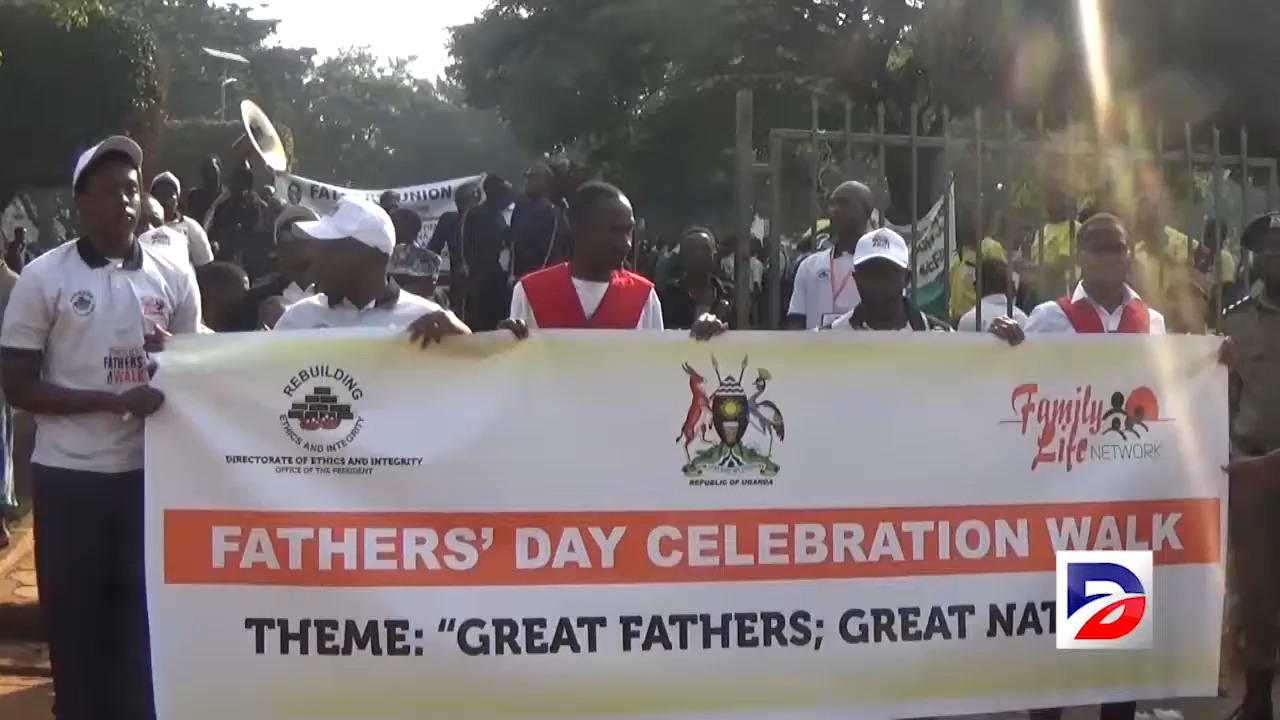 REBUILDING
ETHICS AND INTEGRITY
DIRECTORATE OF ETHICS AND INTEGRITY
OFFICE OF THE PRESIDENT
REPUBLIC OF UGANDA
Family
Life NETWORK
FATHERS' DAY CELEBRATION WALK
THEME: “GREAT FATHERS; GREAT NAT
FATHERS
WALK
UNION